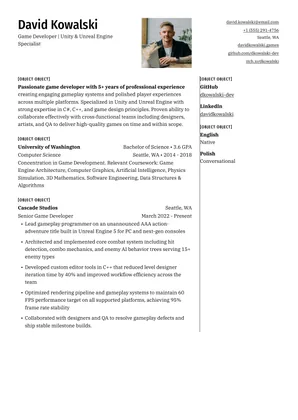 David Kowalski
Game Developer | Unity & Unreal Engine
Specialist
david.kowalski@email.com
+1 (555) 291-4736
Seattle, WA
davidkowalski.games
github.com/dkowalski-dev
itch.io/dkowalski
[OBJECT OBJECT]
Passionate game developer with 5+ years of professional experience
creating engaging gameplay systems and polished player experiences
across multiple platforms. Specialized in Unity and Unreal Engine with
strong expertise in C#, C++, and game design principles. Proven ability to
collaborate effectively with cross-functional teams including designers,
artists, and QA to deliver high-quality games on time and within scope.
[OBJECT OBJECT]
University of Washington Bachelor of Science • 3.6 GPA
Computer Science Seattle, WA • 2014 - 2018
Concentration in Game Development. Relevant Coursework: Game
Engine Architecture, Computer Graphics, Artificial Intelligence, Physics
Simulation, 3D Mathematics, Software Engineering, Data Structures &
Algorithms
[OBJECT OBJECT]
Cascade Studios Seattle, WA
Senior Game Developer March 2022 - Present
• Lead gameplay programmer on an unannounced AAA action-
adventure title built in Unreal Engine 5 for PC and next-gen consoles
• Architected and implemented core combat system including hit
detection, combo mechanics, and enemy AI behavior trees serving 15+
enemy types
• Developed custom editor tools in C++ that reduced level designer
iteration time by 40% and improved workflow efficiency across the
team
• Optimized rendering pipeline and gameplay systems to maintain 60
FPS performance target on all supported platforms, achieving 95%
frame rate stability
• Collaborated with designers and QA to resolve gameplay defects and
ship stable milestone builds.
[OBJECT OBJECT]
GitHub
dkowalski-dev
LinkedIn
davidkowalski
[OBJECT OBJECT]
English
Native
Polish
Conversational